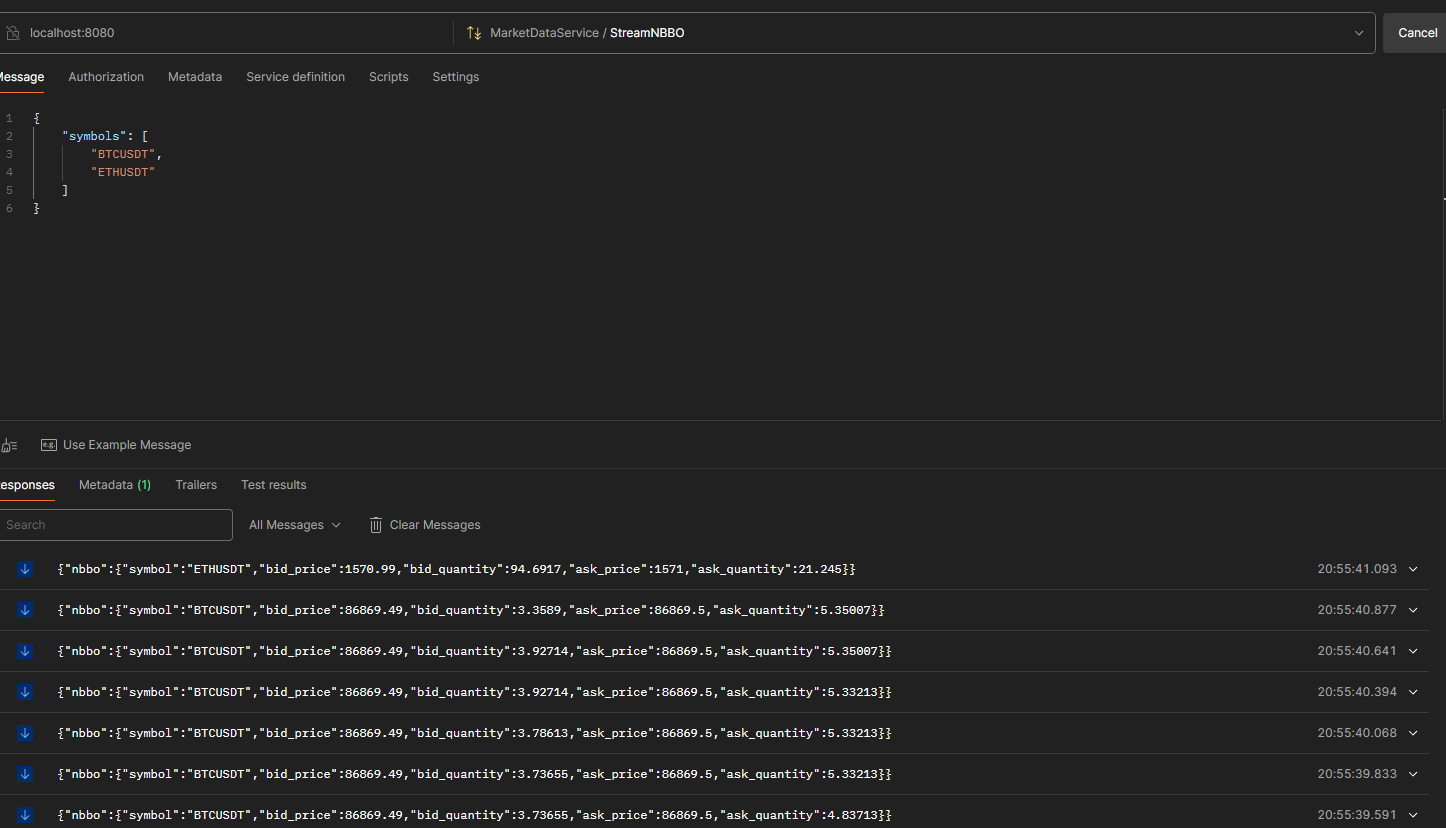 localhost:8080 MarketDataService / StreamNBBO Cancel
Message Authorization Metadata Service definition Scripts Settings
1 {
2 "symbols": [
3 "BTCUSDT",
4 "ETHUSDT"
5 ]
6 }
e.g. Use Example Message
esponses Metadata (1) Trailers Test results
Search All Messages Clear Messages
{"nbbo":{"symbol":"ETHUSDT","bid_price":1570.99,"bid_quantity":94.6917,"ask_price":1571,"ask_quantity":21.245}} 20:55:41.093
{"nbbo":{"symbol":"BTCUSDT","bid_price":86869.49,"bid_quantity":3.3589,"ask_price":86869.5,"ask_quantity":5.35007}} 20:55:40.877
{"nbbo":{"symbol":"BTCUSDT","bid_price":86869.49,"bid_quantity":3.92714,"ask_price":86869.5,"ask_quantity":5.35007}} 20:55:40.641
{"nbbo":{"symbol":"BTCUSDT","bid_price":86869.49,"bid_quantity":3.92714,"ask_price":86869.5,"ask_quantity":5.33213}} 20:55:40.394
{"nbbo":{"symbol":"BTCUSDT","bid_price":86869.49,"bid_quantity":3.78613,"ask_price":86869.5,"ask_quantity":5.33213}} 20:55:40.068
{"nbbo":{"symbol":"BTCUSDT","bid_price":86869.49,"bid_quantity":3.73655,"ask_price":86869.5,"ask_quantity":5.33213}} 20:55:39.833
{"nbbo":{"symbol":"BTCUSDT","bid_price":86869.49,"bid_quantity":3.73655,"ask_price":86869.5,"ask_quantity":4.83713}} 20:55:39.591